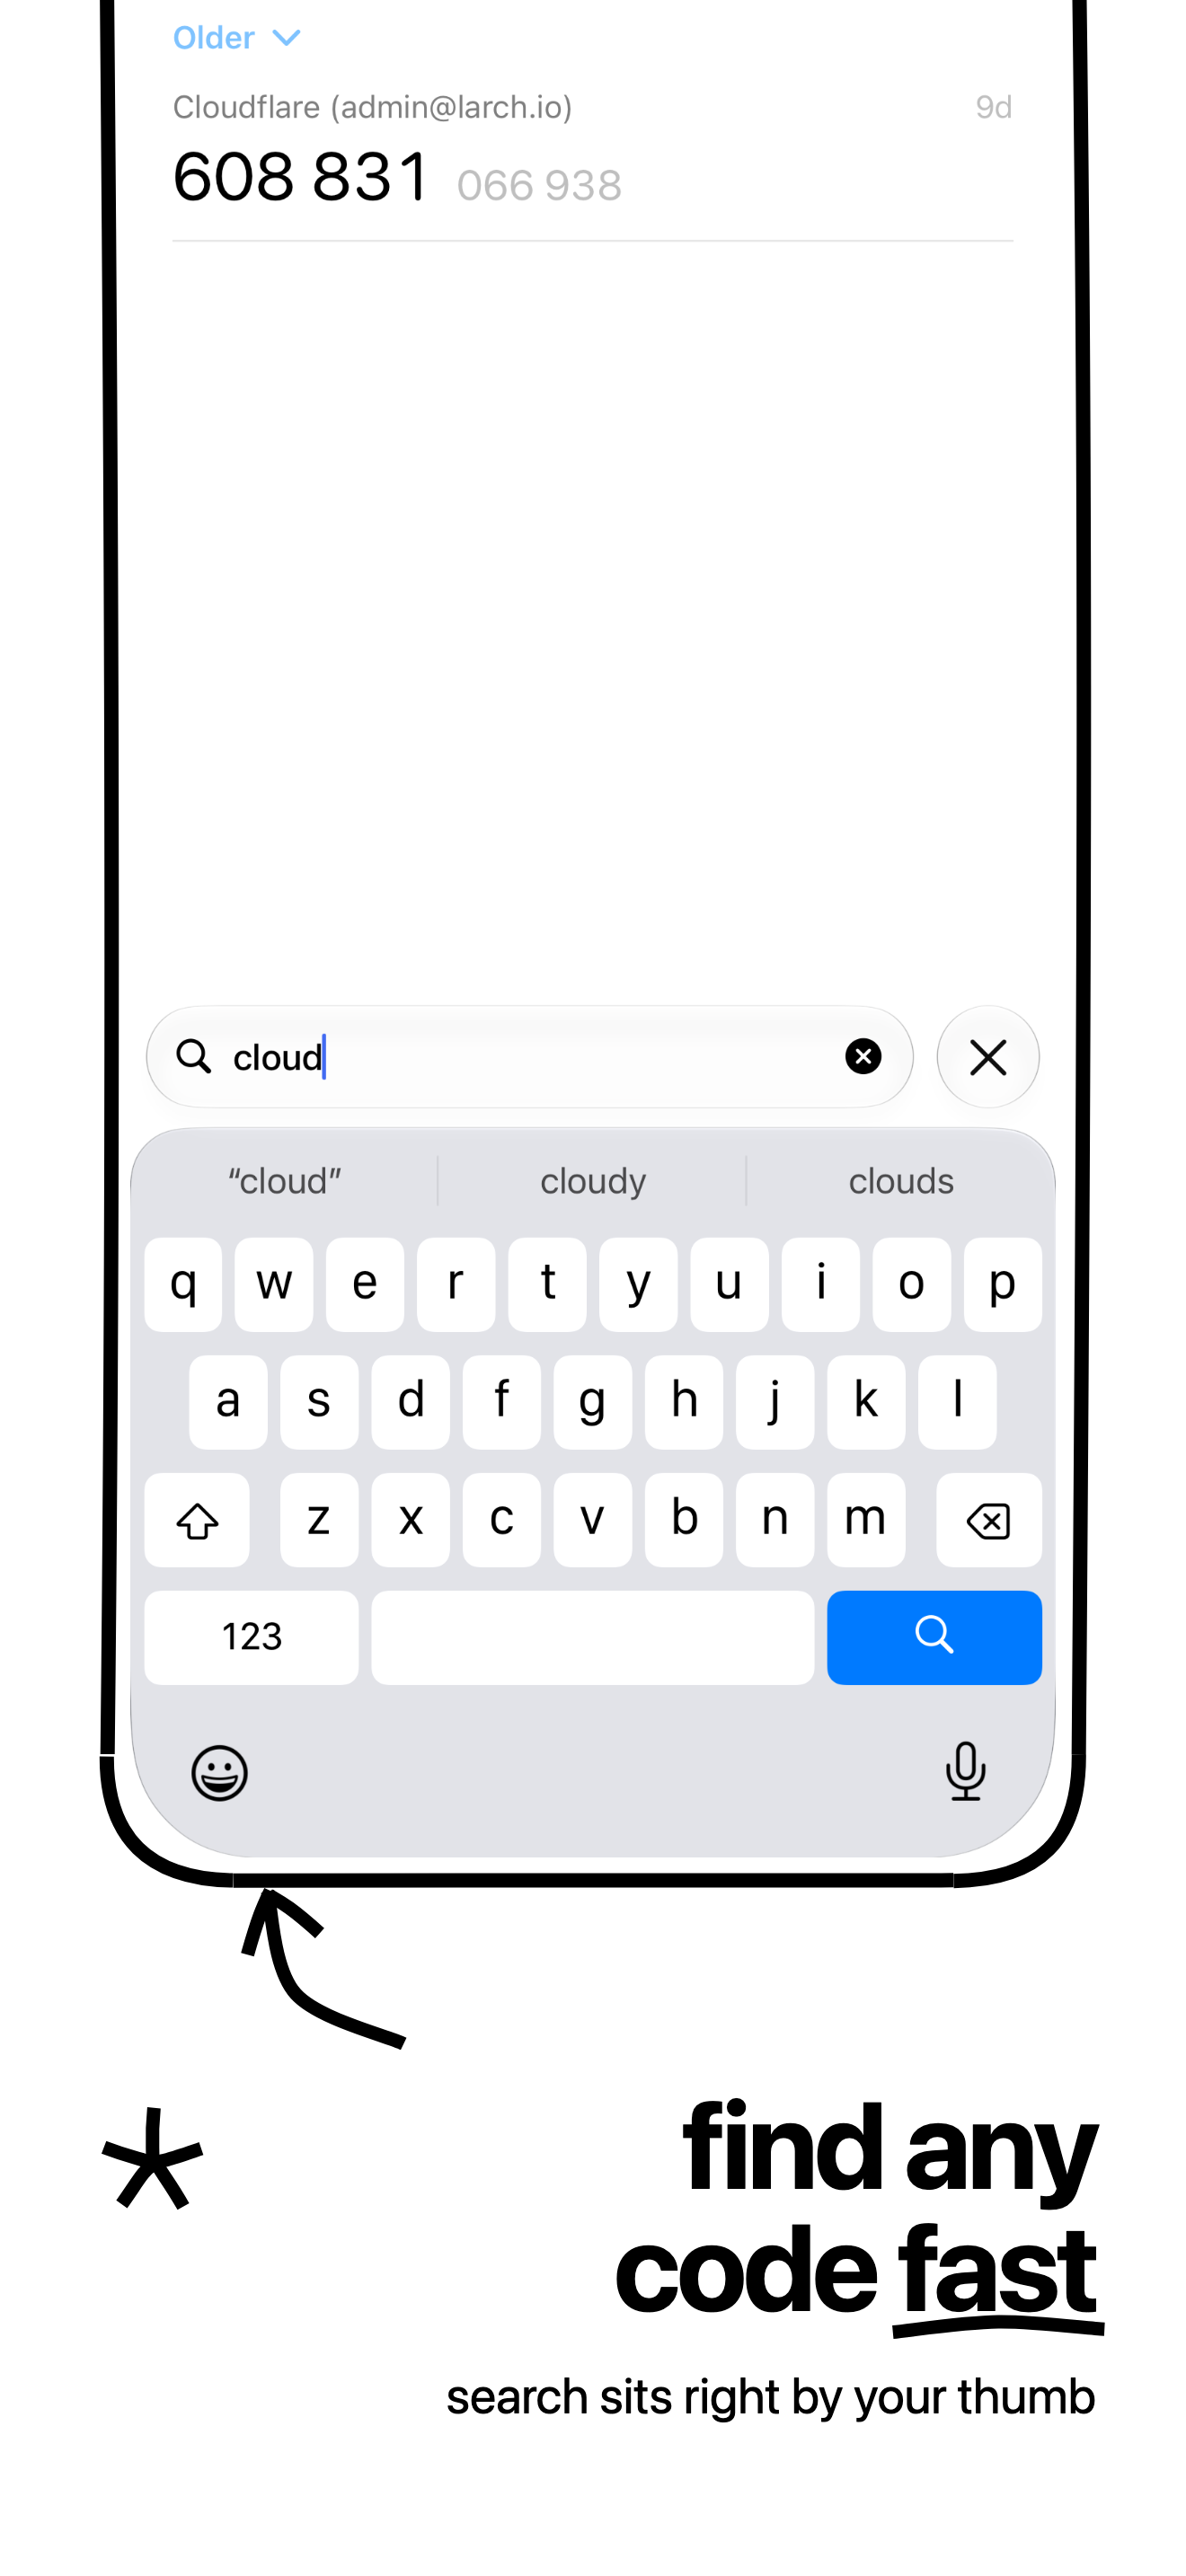 Older
Cloudflare (admin@larch.io) 9d
608 831 066 938
cloud
“cloud” cloudy clouds
q w e r t y u i o p
a s d f g h j k l
z x c v b n m
123
find any
code fast
search sits right by your thumb